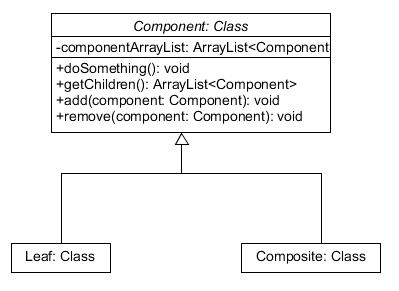 Component: Class
-componentArrayList: ArrayList<Component
+doSomething(): void
+getChildren(): ArrayList<Component>
+add(component: Component): void
+remove(component: Component): void
Leaf: Class
Composite: Class